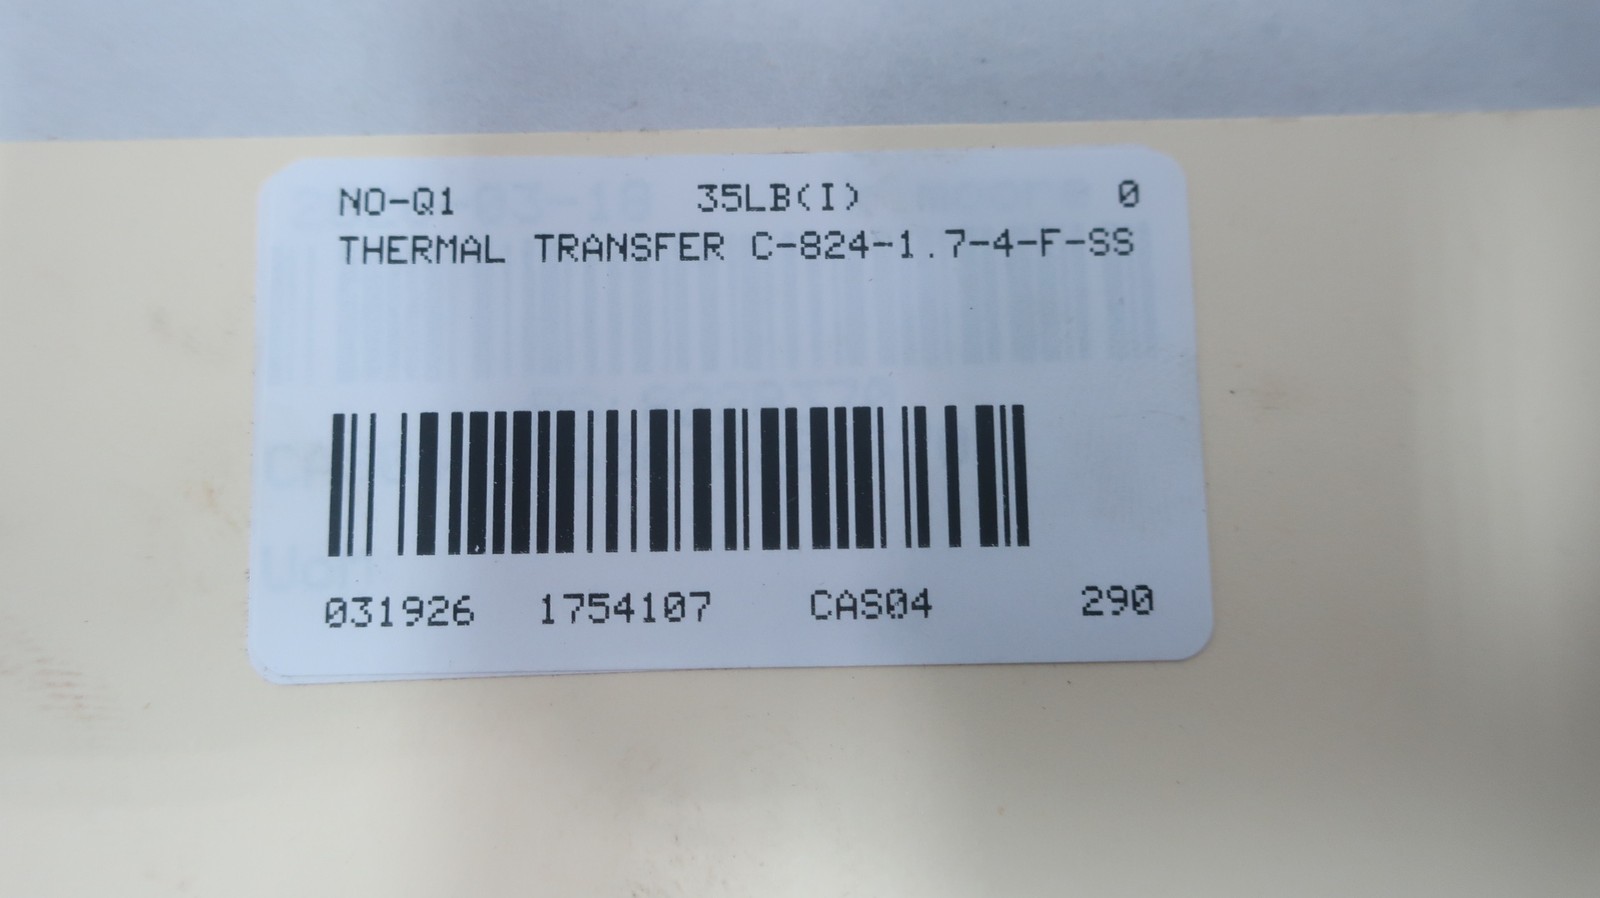 NO-Q1 35LB(I) 0
THERMAL TRANSFER C-824-1.7-4-F-SS
031926 1754107 CAS04 290